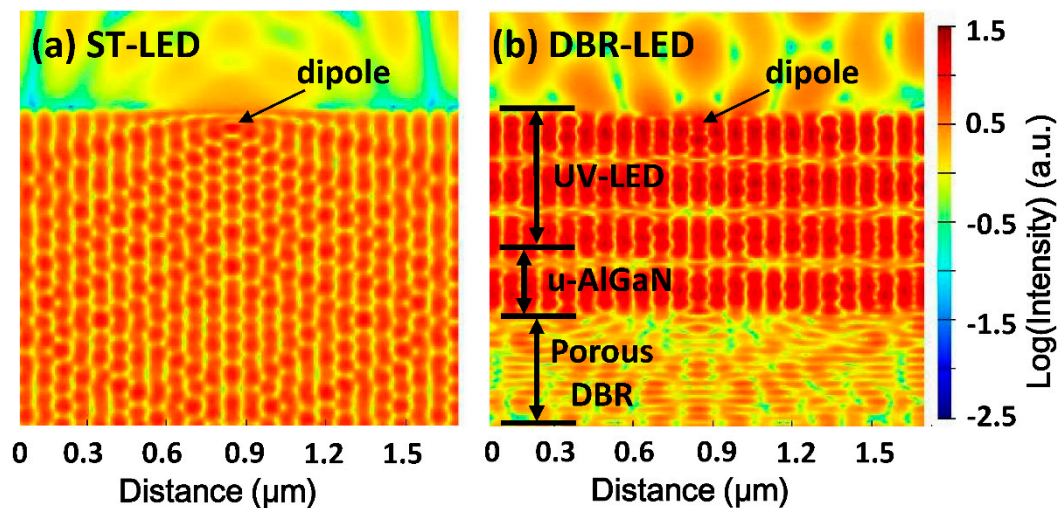 (a) ST-LED
dipole
0 0.3 0.6 0.9 1.2 1.5
Distance (µm)
(b) DBR-LED
dipole
UV-LED
u-AlGaN
Porous
DBR
0 0.3 0.6 0.9 1.2 1.5
Distance (µm)
1.5
0.5
-0.5
-1.5
-2.5
Log(Intensity) (a.u.)